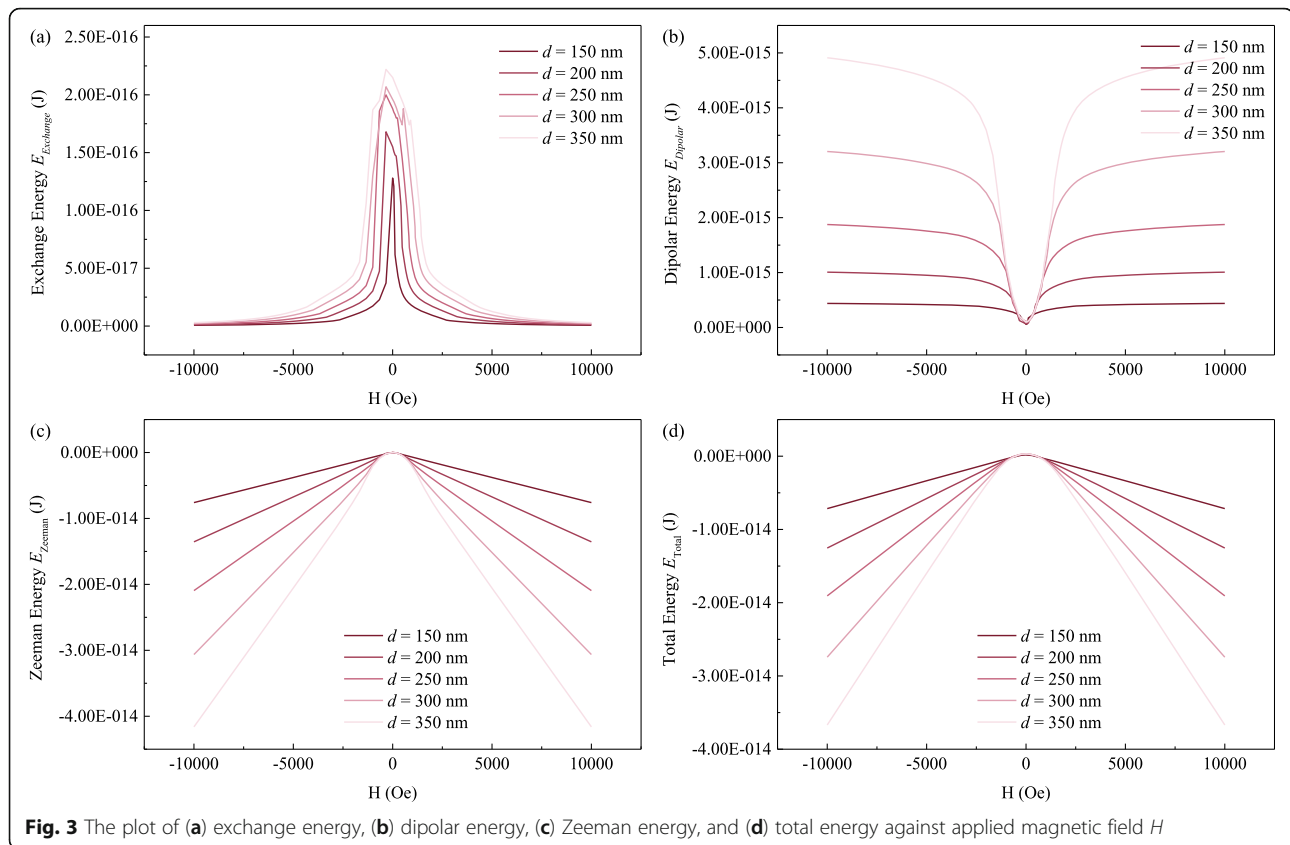 (a)
2.50E-016
2.00E-016
1.50E-016
1.00E-016
5.00E-017
0.00E+000
Exchange Energy E_Exchange (J)
d = 150 nm
d = 200 nm
d = 250 nm
d = 300 nm
d = 350 nm
-10000 -5000 0 5000 10000
H (Oe)
(b)
5.00E-015
4.00E-015
3.00E-015
2.00E-015
1.00E-015
0.00E+000
Dipolar Energy E_Dipolar (J)
d = 150 nm
d = 200 nm
d = 250 nm
d = 300 nm
d = 350 nm
-10000 -5000 0 5000 10000
H (Oe)
(c)
0.00E+000
-1.00E-014
-2.00E-014
-3.00E-014
-4.00E-014
Zeeman Energy E_Zeeman (J)
d = 150 nm
d = 200 nm
d = 250 nm
d = 300 nm
d = 350 nm
-10000 -5000 0 5000 10000
H (Oe)
(d)
0.00E+000
-1.00E-014
-2.00E-014
-3.00E-014
-4.00E-014
Total Energy E_Total (J)
d = 150 nm
d = 200 nm
d = 250 nm
d = 300 nm
d = 350 nm
-10000 -5000 0 5000 10000
H (Oe)
Fig. 3 The plot of (a) exchange energy, (b) dipolar energy, (c) Zeeman energy, and (d) total energy against applied magnetic field H